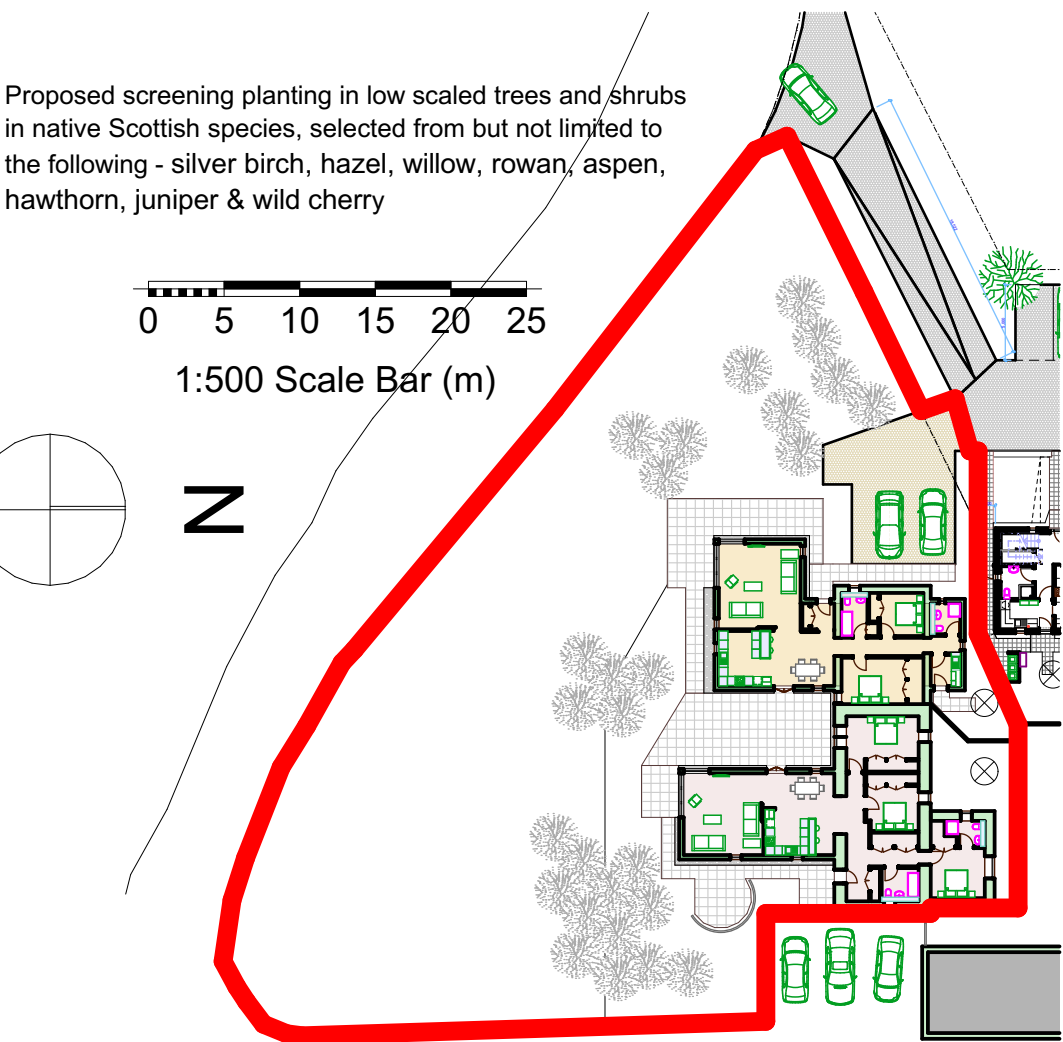 Proposed screening planting in low scaled trees and shrubs
in native Scottish species, selected from but not limited to
the following - silver birch, hazel, willow, rowan, aspen,
hawthorn, juniper & wild cherry
0 5 10 15 20 25
1:500 Scale Bar (m)
N